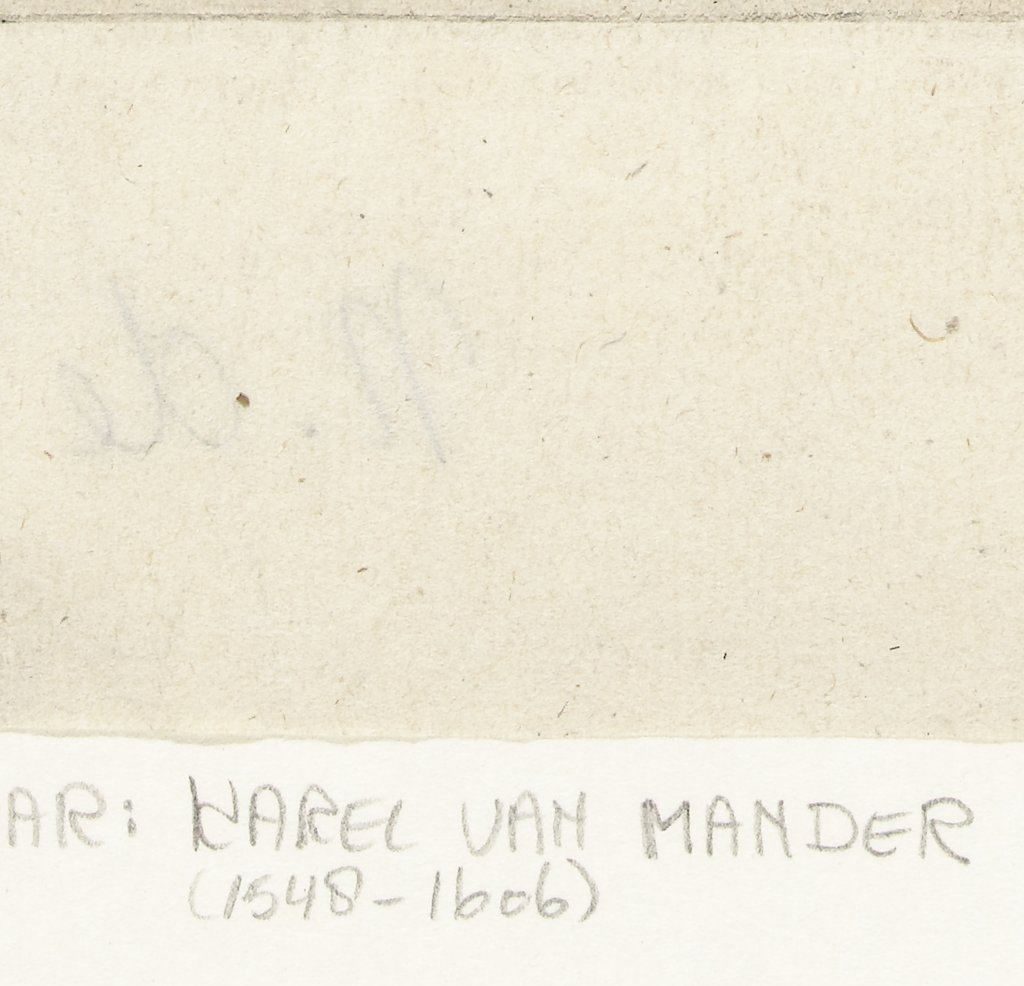 AR: KAREL VAN MANDER
(1548-1606)